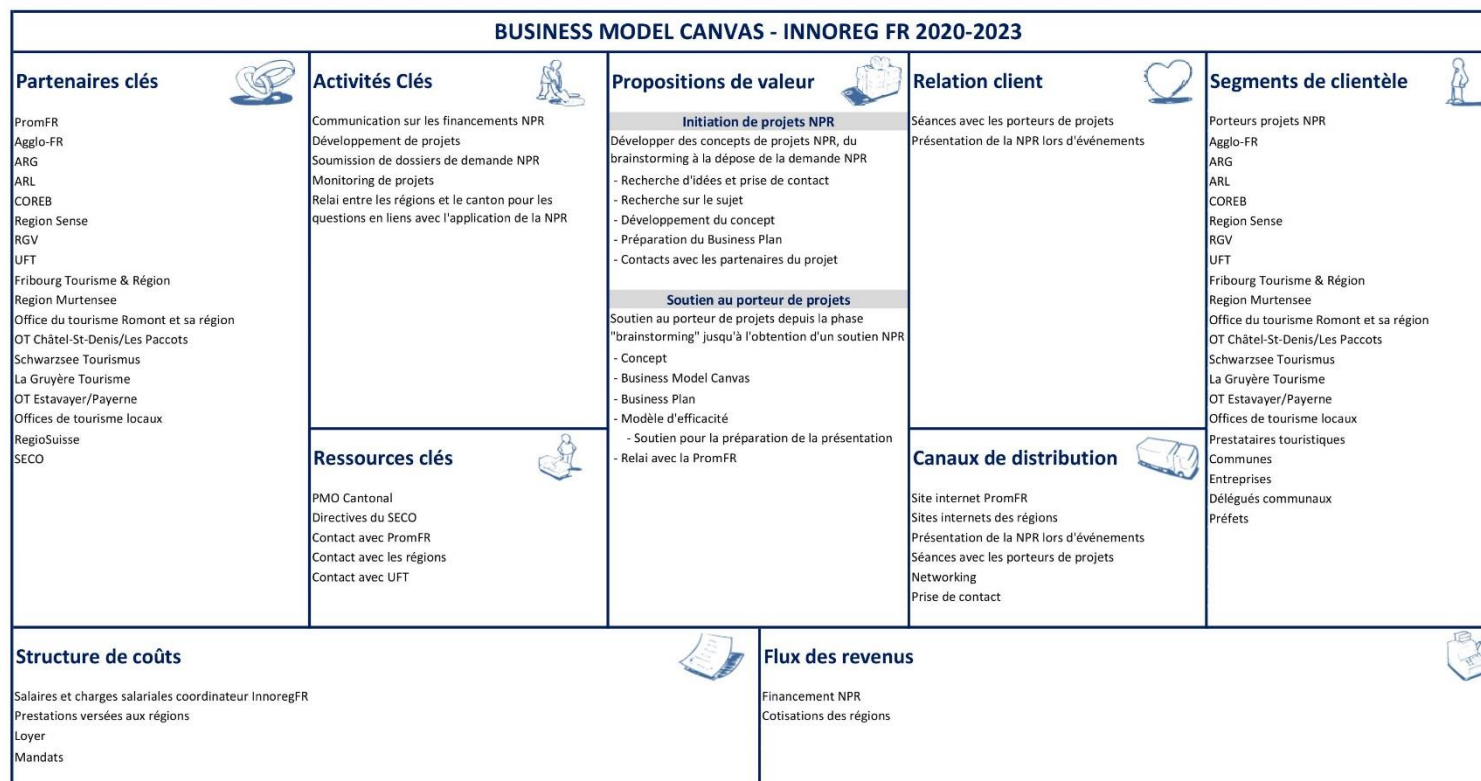 BUSINESS MODEL CANVAS - INNOREG FR 2020-2023
Partenaires clés
PromFR
Agglo-FR
ARG
ARL
COREB
Region Sense
RGV
UFT
Fribourg Tourisme & Région
Region Murtensee
Office du tourisme Romont et sa région
OT Châtel-St-Denis/Les Paccots
Schwarzsee Tourismus
La Gruyère Tourisme
OT Estavayer/Payerne
Offices de tourisme locaux
RegioSuisse
SECO
Activités Clés
Communication sur les financements NPR
Développement de projets
Soumission de dossiers de demande NPR
Monitoring de projets
Relai entre les régions et le canton pour les
questions en liens avec l'application de la NPR
Ressources clés
PMO Cantonal
Directives du SECO
Contact avec PromFR
Contact avec les régions
Contact avec UFT
Propositions de valeur
Initiation de projets NPR
Développer des concepts de projets NPR, du
brainstorming à la dépose de la demande NPR
- Recherche d'idées et prise de contact
- Recherche sur le sujet
- Développement du concept
- Préparation du Business Plan
- Contacts avec les partenaires du projet
Soutien au porteur de projets
Soutien au porteur de projets depuis la phase
"brainstorming" jusqu'à l'obtention d'un soutien NPR
- Concept
- Business Model Canvas
- Business Plan
- Modèle d'efficacité
- Soutien pour la préparation de la présentation
- Relai avec la PromFR
Relation client
Séances avec les porteurs de projets
Présentation de la NPR lors d'événements
Canaux de distribution
Site internet PromFR
Sites internets des régions
Présentation de la NPR lors d'événements
Séances avec les porteurs de projets
Networking
Prise de contact
Segments de clientèle
Porteurs projets NPR
Agglo-FR
ARG
ARL
COREB
Region Sense
RGV
UFT
Fribourg Tourisme & Région
Region Murtensee
Office du tourisme Romont et sa région
OT Châtel-St-Denis/Les Paccots
Schwarzsee Tourismus
La Gruyère Tourisme
OT Estavayer/Payerne
Offices de tourisme locaux
Prestataires touristiques
Communes
Entreprises
Délégués communaux
Préfets
Structure de coûts
Salaires et charges salariales coordinateur InnoregFR
Prestations versées aux régions
Loyer
Mandats
Flux des revenus
Financement NPR
Cotisations des régions